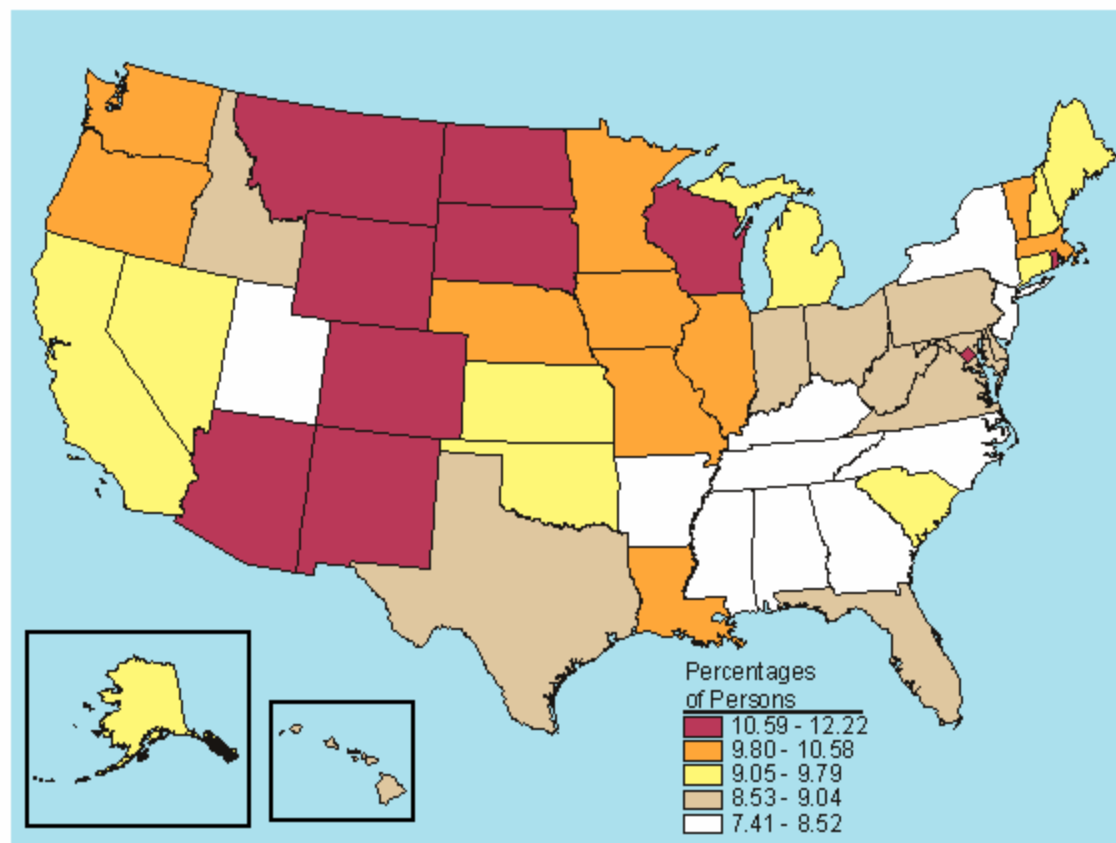 Percentages
of Persons
10.59 - 12.22
9.80 - 10.58
9.05 - 9.79
8.53 - 9.04
7.41 - 8.52